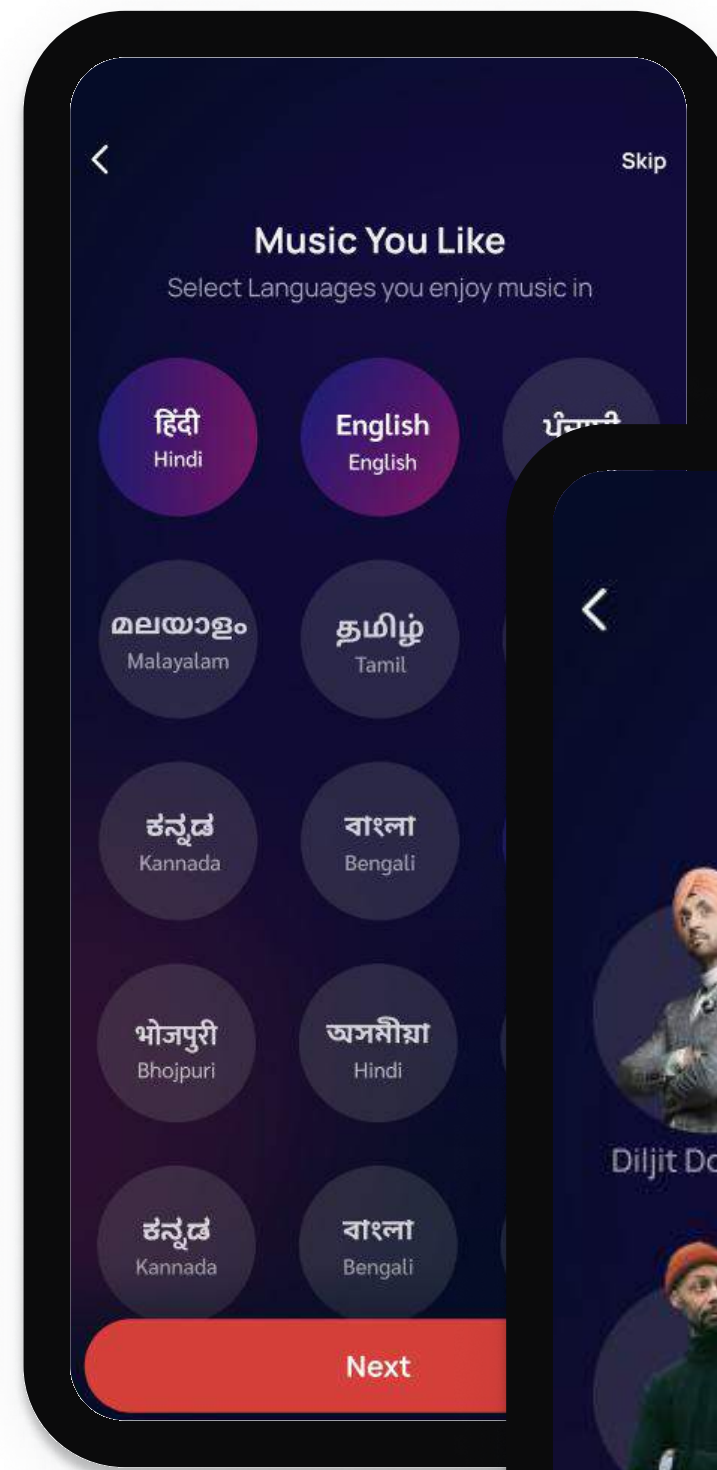 Skip
Music You Like
Select Languages you enjoy music in
हिंदी
Hindi
English
English
മലയാളം
Malayalam
தமிழ்
Tamil
ಕನ್ನಡ
Kannada
বাংলা
Bengali
भोजपुरी
Bhojpuri
অসমীয়া
Hindi
ಕನ್ನಡ
Kannada
বাংলা
Bengali
Next
Diljit